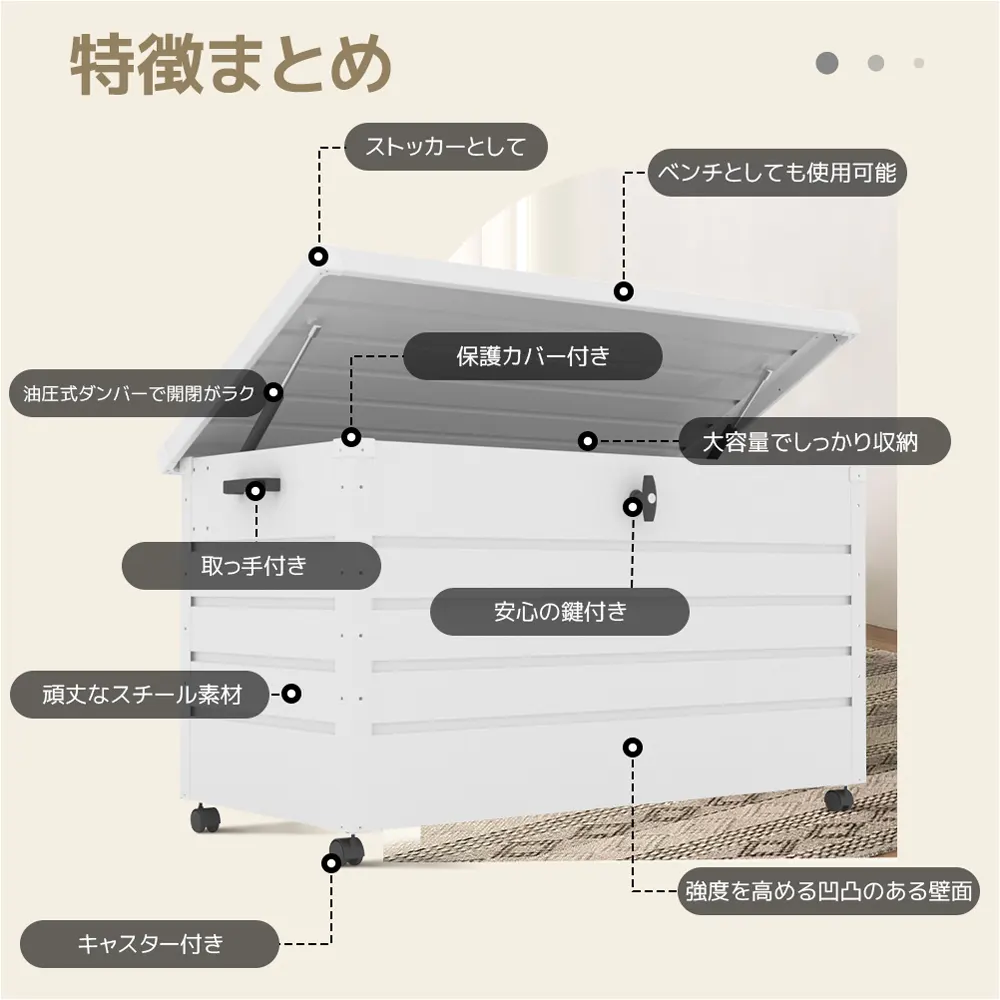 特徴まとめ
ストッカーとして
ベンチとしても使用可能
保護カバー付き
油圧式ダンパーで開閉がラク
大容量でしっかり収納
取っ手付き
安心の鍵付き
頑丈なスチール素材
強度を高める凹凸のある壁面
キャスター付き